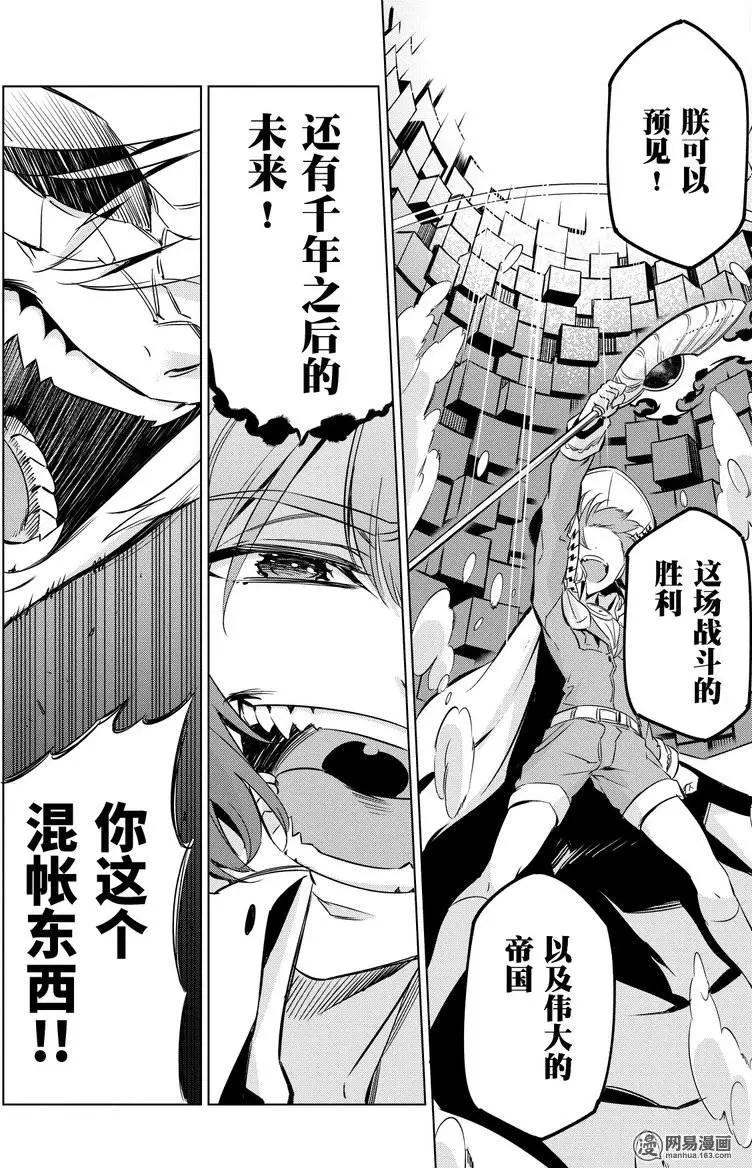 朕可以
预见！
这场战斗的
胜利
以及伟大的
帝国
还有千年之后的
未来！
你这个
混帐东西!!
漫 网易漫画
manhua.163.com